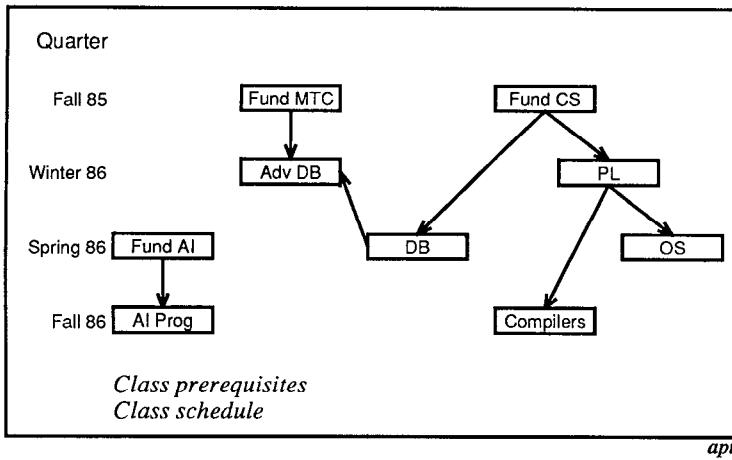 Quarter
Fall 85 Fund MTC Fund CS
Winter 86 Adv DB PL
Spring 86 Fund AI DB OS
Fall 86 AI Prog Compilers
Class prerequisites
Class schedule
apt